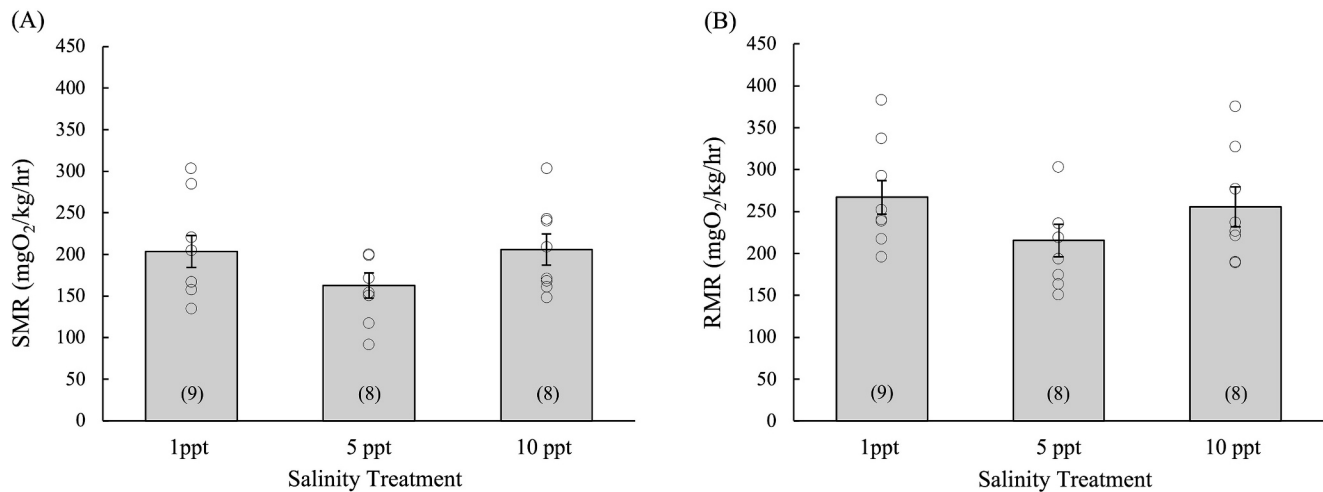 (A)
SMR (mgO₂/kg/hr)
450
400
350
300
250
200
150
100
50
0
(9)
(8)
(8)
1ppt
5 ppt
10 ppt
Salinity Treatment
(B)
RMR (mgO₂/kg/hr)
450
400
350
300
250
200
150
100
50
0
(9)
(8)
(8)
1ppt
5 ppt
10 ppt
Salinity Treatment